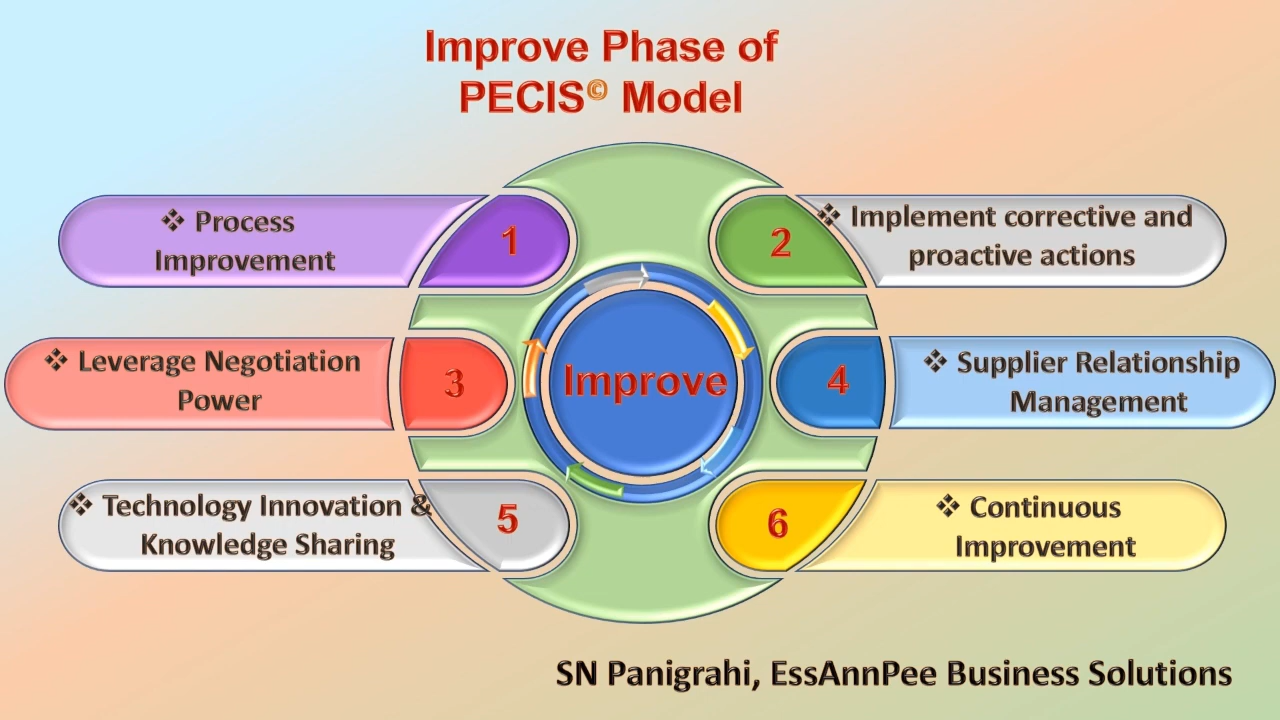 Improve Phase of
PECIS© Model
❖ Process
Improvement
1
2
❖ Implement corrective and
proactive actions
❖ Leverage Negotiation
Power
3
Improve
4
❖ Supplier Relationship
Management
❖ Technology Innovation &
Knowledge Sharing
5
6
❖ Continuous
Improvement
SN Panigrahi, EssAnnPee Business Solutions